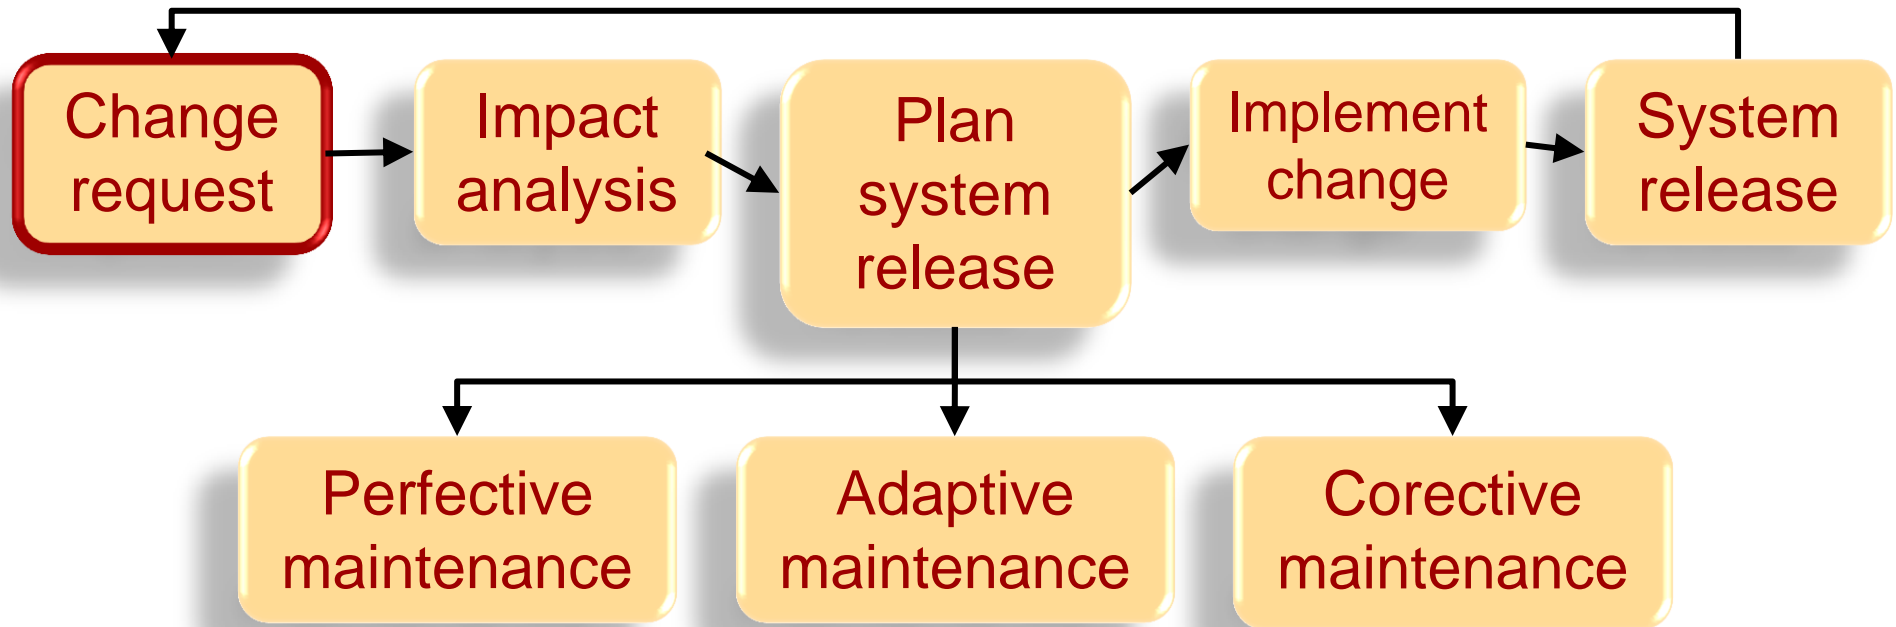 Change
request
Impact
analysis
Plan
system
release
Implement
change
System
release
Perfective
maintenance
Adaptive
maintenance
Corective
maintenance